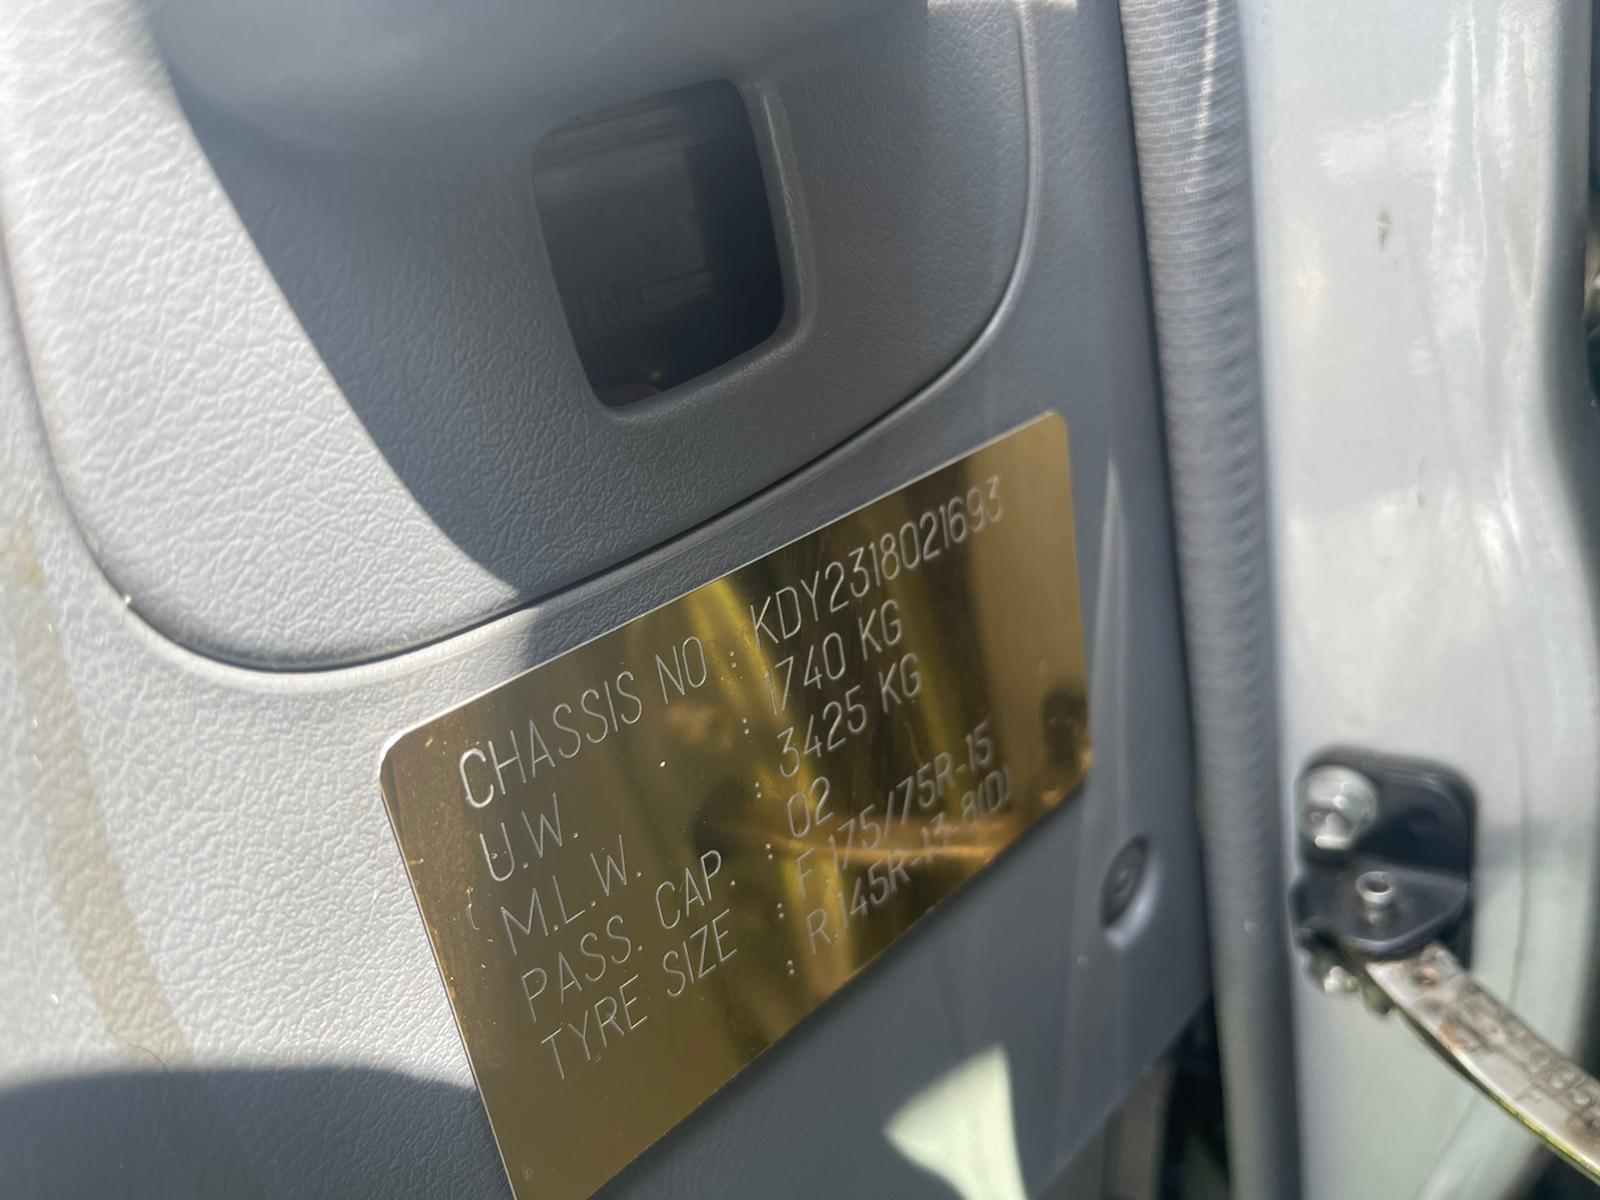 CHASSIS NO : KDY2318021693
U.W. : 1740 KG
M.L.W. : 3425 KG
PASS. CAP. : 02
TYRE SIZE : F.175/75R-15
: R.145R-13-8(D)